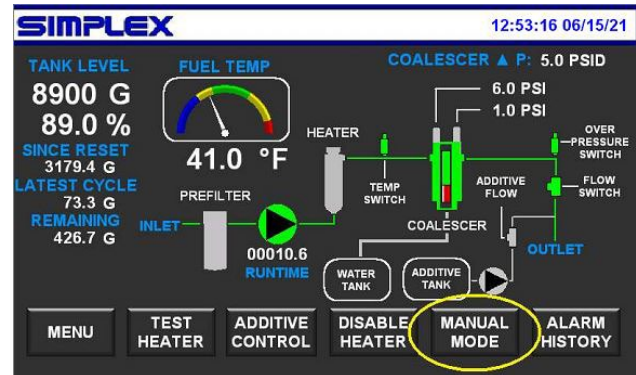 SIMPLEX
12:53:16 06/15/21
TANK LEVEL
8900 G
89.0 %
SINCE RESET
3179.4 G
LATEST CYCLE
73.3 G
REMAINING
426.7 G
FUEL TEMP
41.0 °F
COALESCER ▲ P: 5.0 PSID
6.0 PSI
1.0 PSI
HEATER
OVER
PRESSURE
SWITCH
PREFILTER
INLET
TEMP
SWITCH
ADDITIVE
FLOW
FLOW
SWITCH
COALESCER
OUTLET
00010.6
RUNTIME
WATER
TANK
ADDITIVE
TANK
MENU
TEST
HEATER
ADDITIVE
CONTROL
DISABLE
HEATER
MANUAL
MODE
ALARM
HISTORY